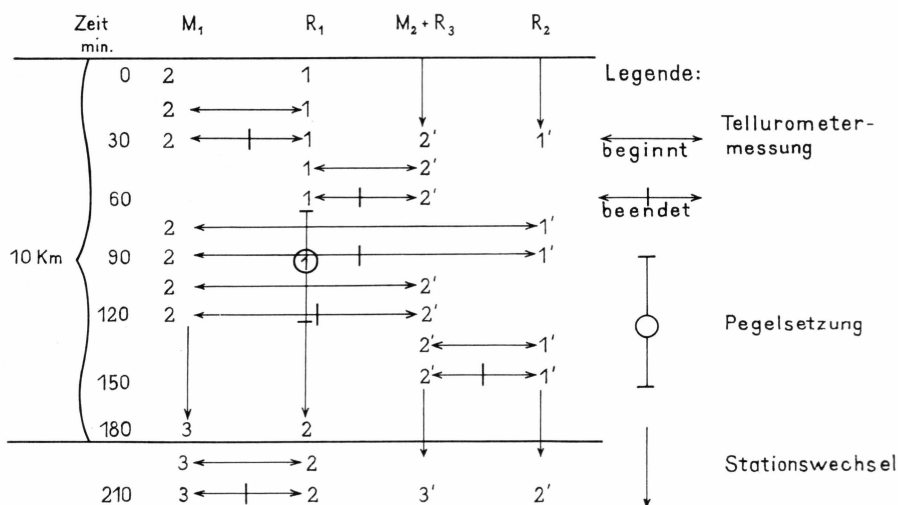 Zeit M₁ R₁ M₂ + R₃ R₂
min.
0 2 1 Legende:
2 1
30 2 1 2' 1' beginnt Tellurometer-
messung
1 2'
60 1 2' beendet
2 1'
10 Km 90 2 1 1'
2 2'
120 2 2' Pegelsetzung
2' 1'
150 2' 1'
180 3 2
3 2 Stationswechsel
210 3 2 3' 2'